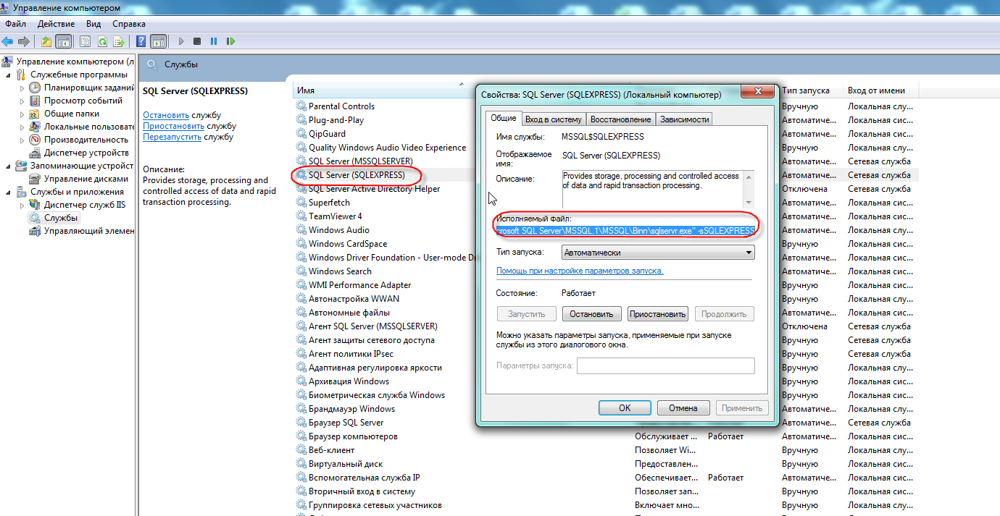 Управление компьютером
Файл Действие Вид Справка
Управление компьютером (л
Служебные программы
Планировщик заданий
Просмотр событий
Общие папки
Локальные пользовате
Производительность
Диспетчер устройств
Запоминающие устройст
Управление дисками
Службы и приложения
Диспетчер служб IIS
Службы
Управляющий элемен
Службы
SQL Server (SQLEXPRESS)
Остановить службу
Приостановить службу
Перезапустить службу
Описание:
Provides storage, processing and
controlled access of data and rapid
transaction processing.
Имя Тип запуска Вход от имени
Parental Controls Вручную Локальная слу...
Plug-and-Play Автоматиче... Локальная сис...
QipGuard Автоматиче... Локальная сис...
Quality Windows Audio Video Experience Вручную Локальная слу...
SQL Server (MSSQLSERVER) Автоматиче... Сетевая служба
SQL Server (SQLEXPRESS) Автоматиче... Сетевая служба
SQL Server Active Directory Helper Отключена Сетевая служба
Superfetch Автоматиче... Локальная сис...
TeamViewer 4 Автоматиче... Локальная сис...
Windows Audio Автоматиче... Локальная слу...
Windows CardSpace Вручную Локальная сис...
Windows Driver Foundation - User-mode D Автоматиче... Локальная сис...
Windows Search Автоматиче... Локальная сис...
WMI Performance Adapter Вручную Локальная сис...
Автонастройка WWAN Вручную Локальная слу...
Автономные файлы Автоматиче... Локальная сис...
Агент SQL Server (MSSQLSERVER) Отключена Сетевая служба
Агент защиты сетевого доступа Вручную Сетевая служба
Агент политики IPsec Вручную Сетевая служба
Адаптивная регулировка яркости Вручную Локальная слу...
Архивация Windows Вручную Локальная сис...
Биометрическая служба Windows Вручную Локальная сис...
Брандмауэр Windows Автоматиче... Локальная слу...
Браузер SQL Server Автоматиче... Сетевая служба
Браузер компьютеров Обслуживает ... Работает Автоматиче... Локальная сис...
Веб-клиент Позволяет Wi... Вручную Локальная слу...
Виртуальный диск Предоставлен... Вручную Локальная сис...
Вспомогательная служба IP Обеспечивает... Работает Автоматиче... Локальная сис...
Вторичный вход в систему Позволяет зап... Вручную Локальная сис...
Группировка сетевых участников Включает мно... Вручную Локальная слу...
Свойства: SQL Server (SQLEXPRESS) (Локальный компьютер)
Общие Вход в систему Восстановление Зависимости
Имя службы: MSSQL$SQLEXPRESS
Отображаемое имя: SQL Server (SQLEXPRESS)
Описание: Provides storage, processing and controlled access
of data and rapid transaction processing.
Исполняемый файл:
crosoft SQL Server\MSSQL.1\MSSQL\Binn\sqlservr.exe" -sSQLEXPRESS
Тип запуска: Автоматически
Помощь при настройке параметров запуска.
Состояние: Работает
Запустить Остановить Приостановить Продолжить
Можно указать параметры запуска, применяемые при запуске
службы из этого диалогового окна.
Параметры запуска:
OK Отмена Применить